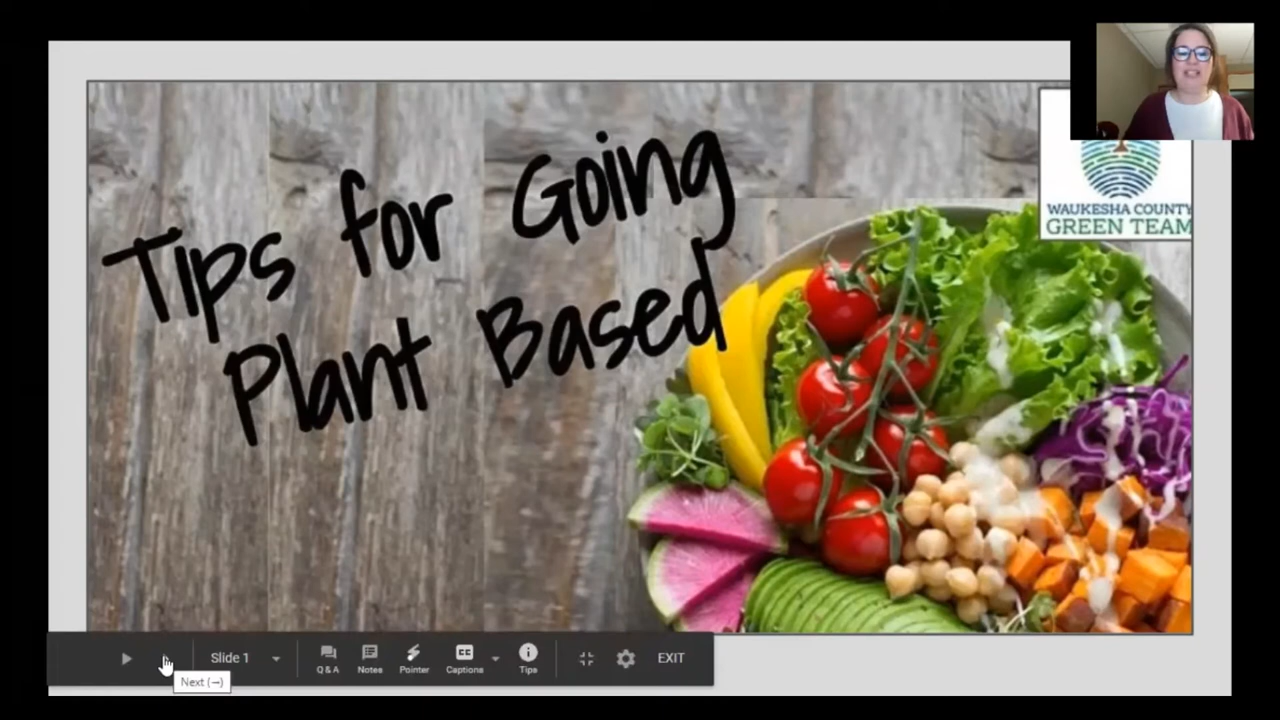 Tips for Going
Plant Based
WAUKESHA COUNTY
GREEN TEAM
Slide 1
Q & A
Notes
Pointer
Captions
Tips
EXIT
Next (→)